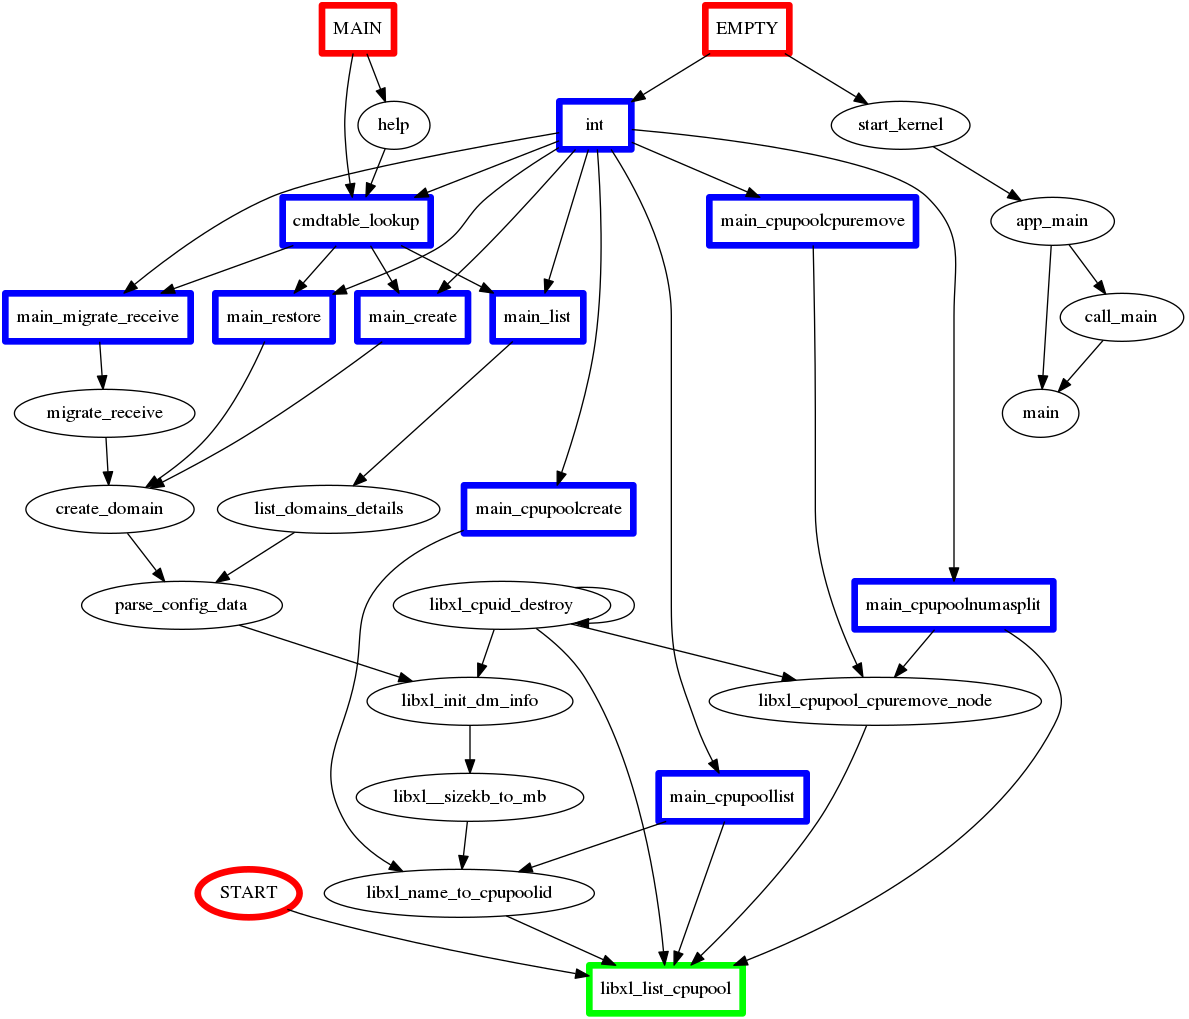 MAIN
EMPTY
help
int
start_kernel
cmdtable_lookup
main_cpupoolcpuremove
app_main
main_migrate_receive
main_restore
main_create
main_list
call_main
migrate_receive
main
create_domain
list_domains_details
main_cpupoolcreate
parse_config_data
libxl_cpuid_destroy
main_cpupoolnumasplit
libxl_init_dm_info
libxl_cpupool_cpuremove_node
libxl__sizekb_to_mb
main_cpupoollist
START
libxl_name_to_cpupoolid
libxl_list_cpupool